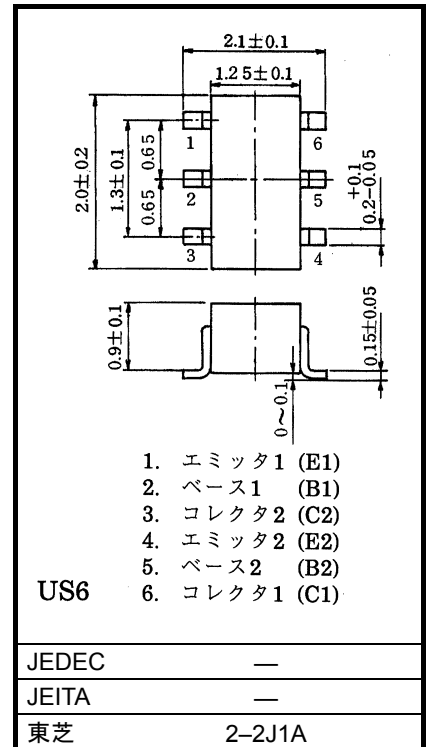 2.1±0.1
1.25±0.1
2.0±0.2
1.3±0.1
0.65
0.65
1
2
3
6
5
4
+0.1
0.2-0.05
0.9±0.1
0.15±0.05
0~0.1
1. エミッタ1 (E1)
2. ベース1 (B1)
3. コレクタ2 (C2)
4. エミッタ2 (E2)
5. ベース2 (B2)
US6 6. コレクタ1 (C1)
JEDEC —
JEITA —
東芝 2–2J1A